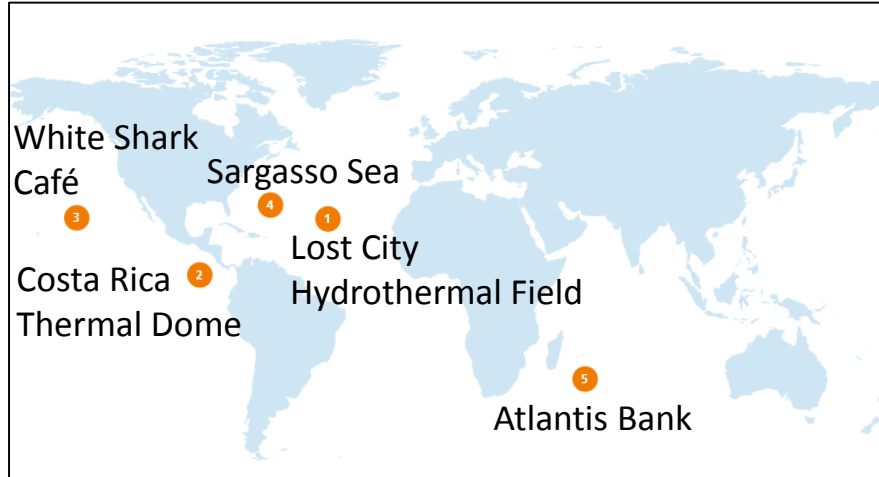 White Shark
Café
3
Sargasso Sea
4
1
Lost City
Hydrothermal Field
2
Costa Rica
Thermal Dome
5
Atlantis Bank